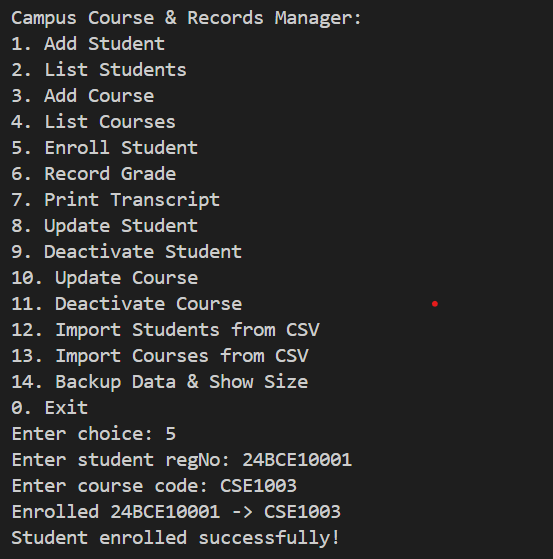 Campus Course & Records Manager:
1. Add Student
2. List Students
3. Add Course
4. List Courses
5. Enroll Student
6. Record Grade
7. Print Transcript
8. Update Student
9. Deactivate Student
10. Update Course
11. Deactivate Course
12. Import Students from CSV
13. Import Courses from CSV
14. Backup Data & Show Size
0. Exit
Enter choice: 5
Enter student regNo: 24BCE10001
Enter course code: CSE1003
Enrolled 24BCE10001 -> CSE1003
Student enrolled successfully!